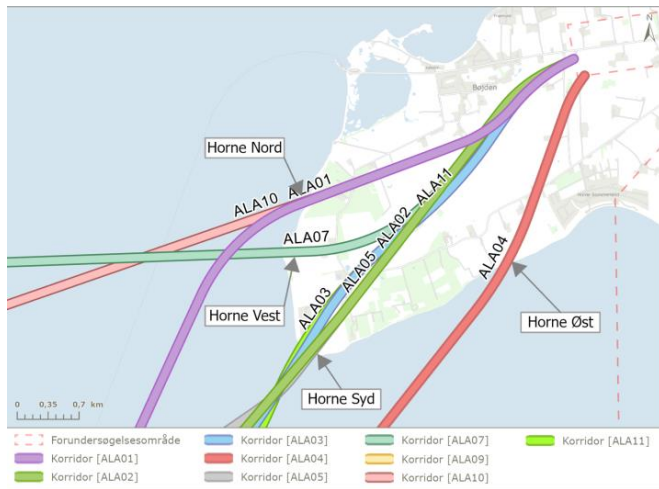 N
Bøjden
Horne Nord
ALA10 ALA01
ALA11
ALA07
ALA02
ALA05
ALA04
ALA03
Horne Vest
Horne Øst
Horne Syd
0 0,35 0,7 km
Forundersøgelsesområde
Korridor [ALA03]
Korridor [ALA07]
Korridor [ALA11]
Korridor [ALA01]
Korridor [ALA04]
Korridor [ALA09]
Korridor [ALA02]
Korridor [ALA05]
Korridor [ALA10]